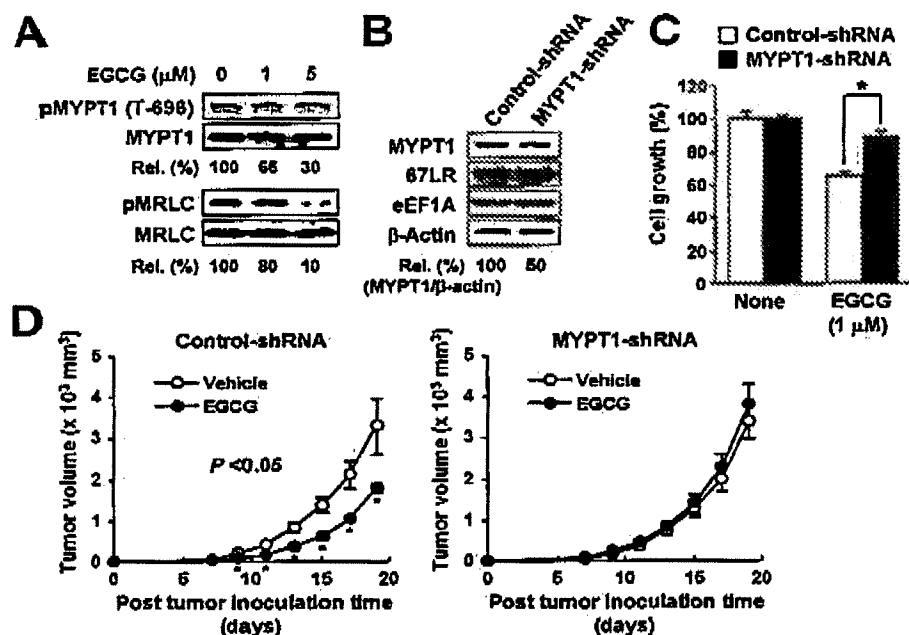 A
EGCG (µM) 0 1 5
pMYPT1 (T-696)
MYPT1
Rel. (%) 100 66 30
pMRLC
MRLC
Rel. (%) 100 80 10
B
Control-shRNA
MYPT1-shRNA
MYPT1
67LR
eEF1A
β-Actin
Rel. (%) 100 50
(MYPT1/β-actin)
C
Control-shRNA
MYPT1-shRNA
Cell growth (%)
120
100
80
60
40
20
0
*
None
EGCG
(1 µM)
D
Control-shRNA
Tumor volume (x 10³ mm³)
5
4
3
2
1
0
Vehicle
EGCG
P <0.05
0 5 10 15 20
Post tumor inoculation time
(days)
MYPT1-shRNA
Tumor volume (x 10³ mm³)
5
4
3
2
1
0
Vehicle
EGCG
0 5 10 15 20
Post tumor inoculation time
(days)